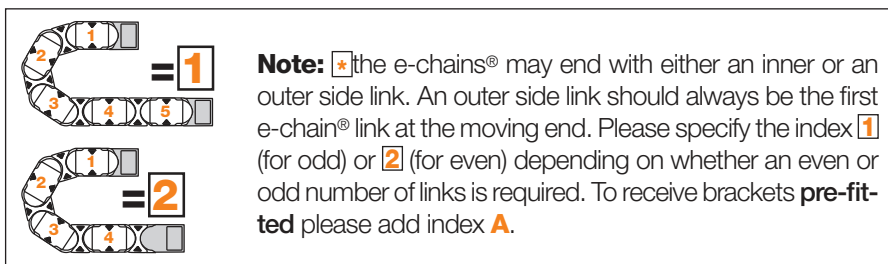 1
2
=1
3 4 5
1
2
=2
3 4
Note: * the e-chains® may end with either an inner or an
outer side link. An outer side link should always be the first
e-chain® link at the moving end. Please specify the index 1
(for odd) or 2 (for even) depending on whether an even or
odd number of links is required. To receive brackets pre-fit-
ted please add index A.